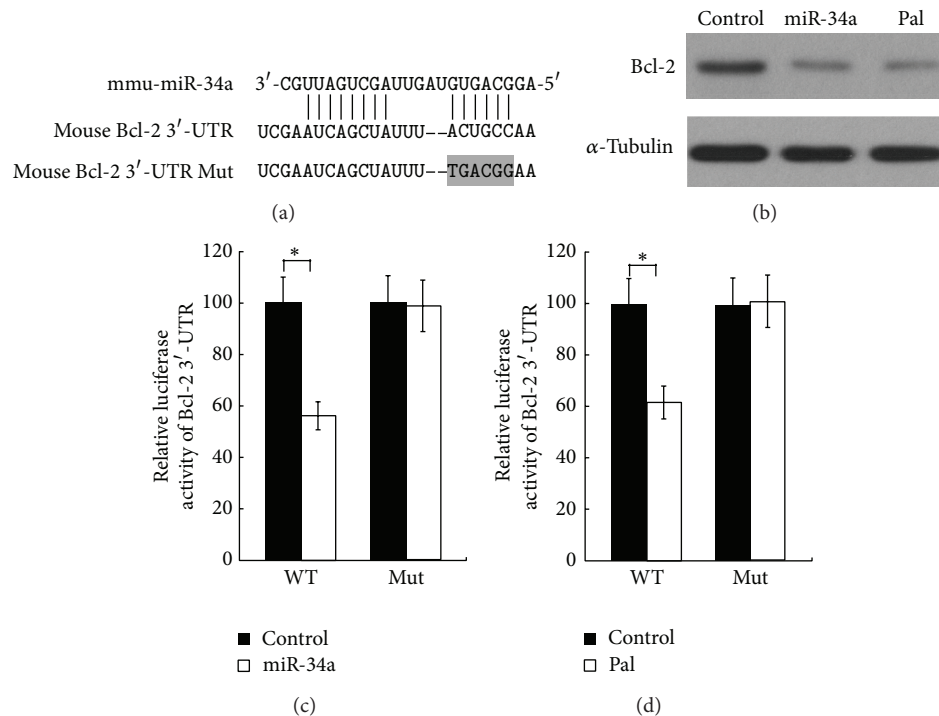 mmu-miR-34a 3′-CGUUAGUCGAUUGAUGUGACGGA-5′
Mouse Bcl-2 3′-UTR UCGAAUCAGCUAUUU--ACUGCCAA
Mouse Bcl-2 3′-UTR Mut UCGAAUCAGCUAUUU--TGACGGAA
(a)
Control miR-34a Pal
Bcl-2
α-Tubulin
(b)
Relative luciferase
activity of Bcl-2 3′-UTR
120
100
80
60
40
20
0
*
WT Mut
Control
miR-34a
(c)
Relative luciferase
activity of Bcl-2 3′-UTR
120
100
80
60
40
20
0
*
WT Mut
Control
Pal
(d)